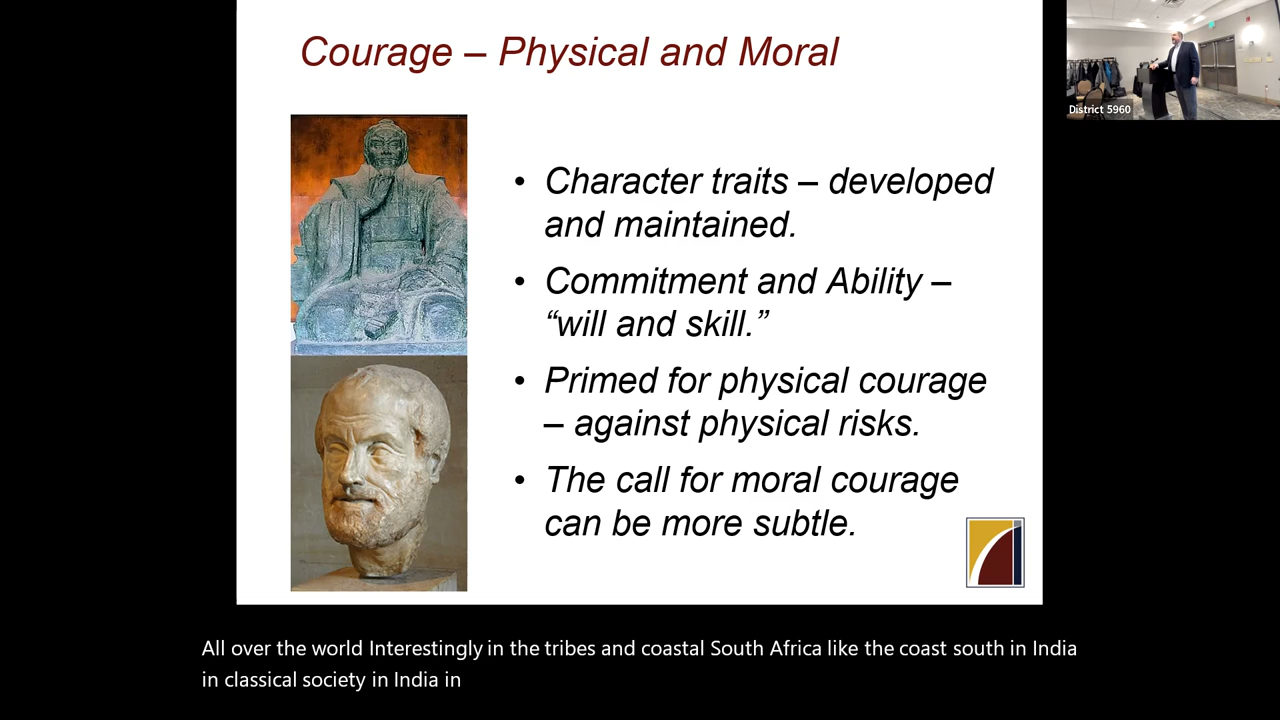 Courage – Physical and Moral
• Character traits – developed
and maintained.
• Commitment and Ability –
“will and skill.”
• Primed for physical courage
– against physical risks.
• The call for moral courage
can be more subtle.
District 5960
All over the world Interestingly in the tribes and coastal South Africa like the coast south in India
in classical society in India in